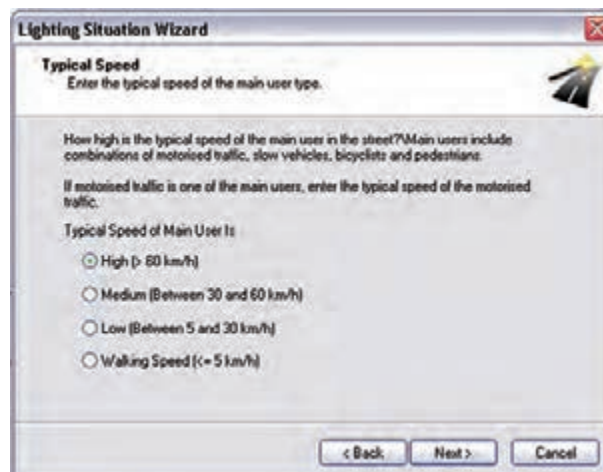 Lighting Situation Wizard
Typical Speed
Enter the typical speed of the main user type.
How high is the typical speed of the main user in the street?\Main users include
combinations of motorised traffic, slow vehicles, bicyclists and pedestrians.
If motorised traffic is one of the main users, enter the typical speed of the motorised
traffic.
Typical Speed of Main User Is
High (> 60 km/h)
Medium (Between 30 and 60 km/h)
Low (Between 5 and 30 km/h)
Walking Speed (<= 5 km/h)
< Back Next > Cancel